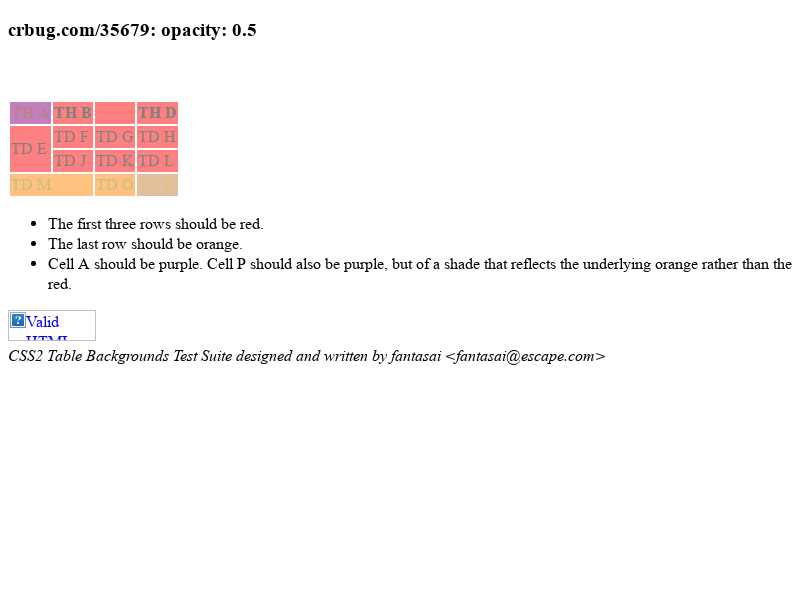 crbug.com/35679: opacity: 0.5
TH A TH B TH D
TD E TD F TD G TD H
TD J TD K TD L
TD M TD O
The first three rows should be red.
The last row should be orange.
Cell A should be purple. Cell P should also be purple, but of a shade that reflects the underlying orange rather than the
red.
Valid
CSS2 Table Backgrounds Test Suite designed and written by fantasai <fantasai@escape.com>